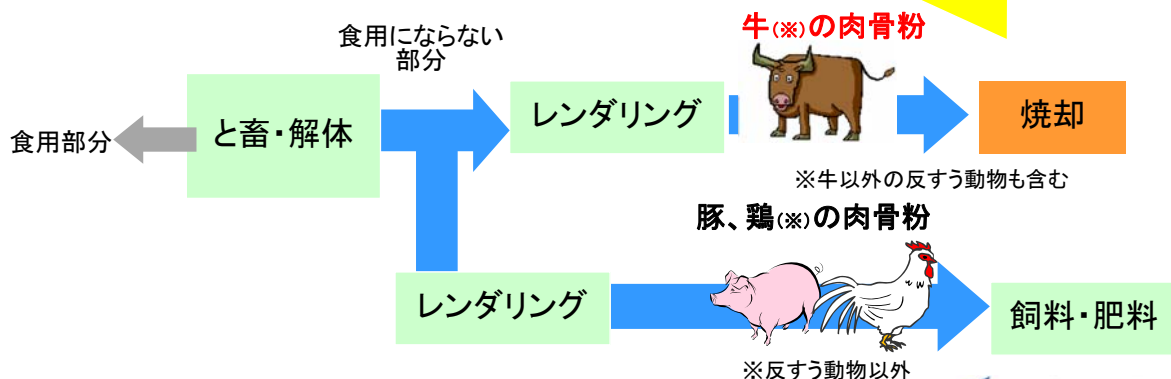 牛(※)の肉骨粉
食用にならない
部分
食用部分
と畜・解体
レンダリング
焼却
※牛以外の反すう動物も含む
豚、鶏(※)の肉骨粉
レンダリング
飼料・肥料
※反すう動物以外